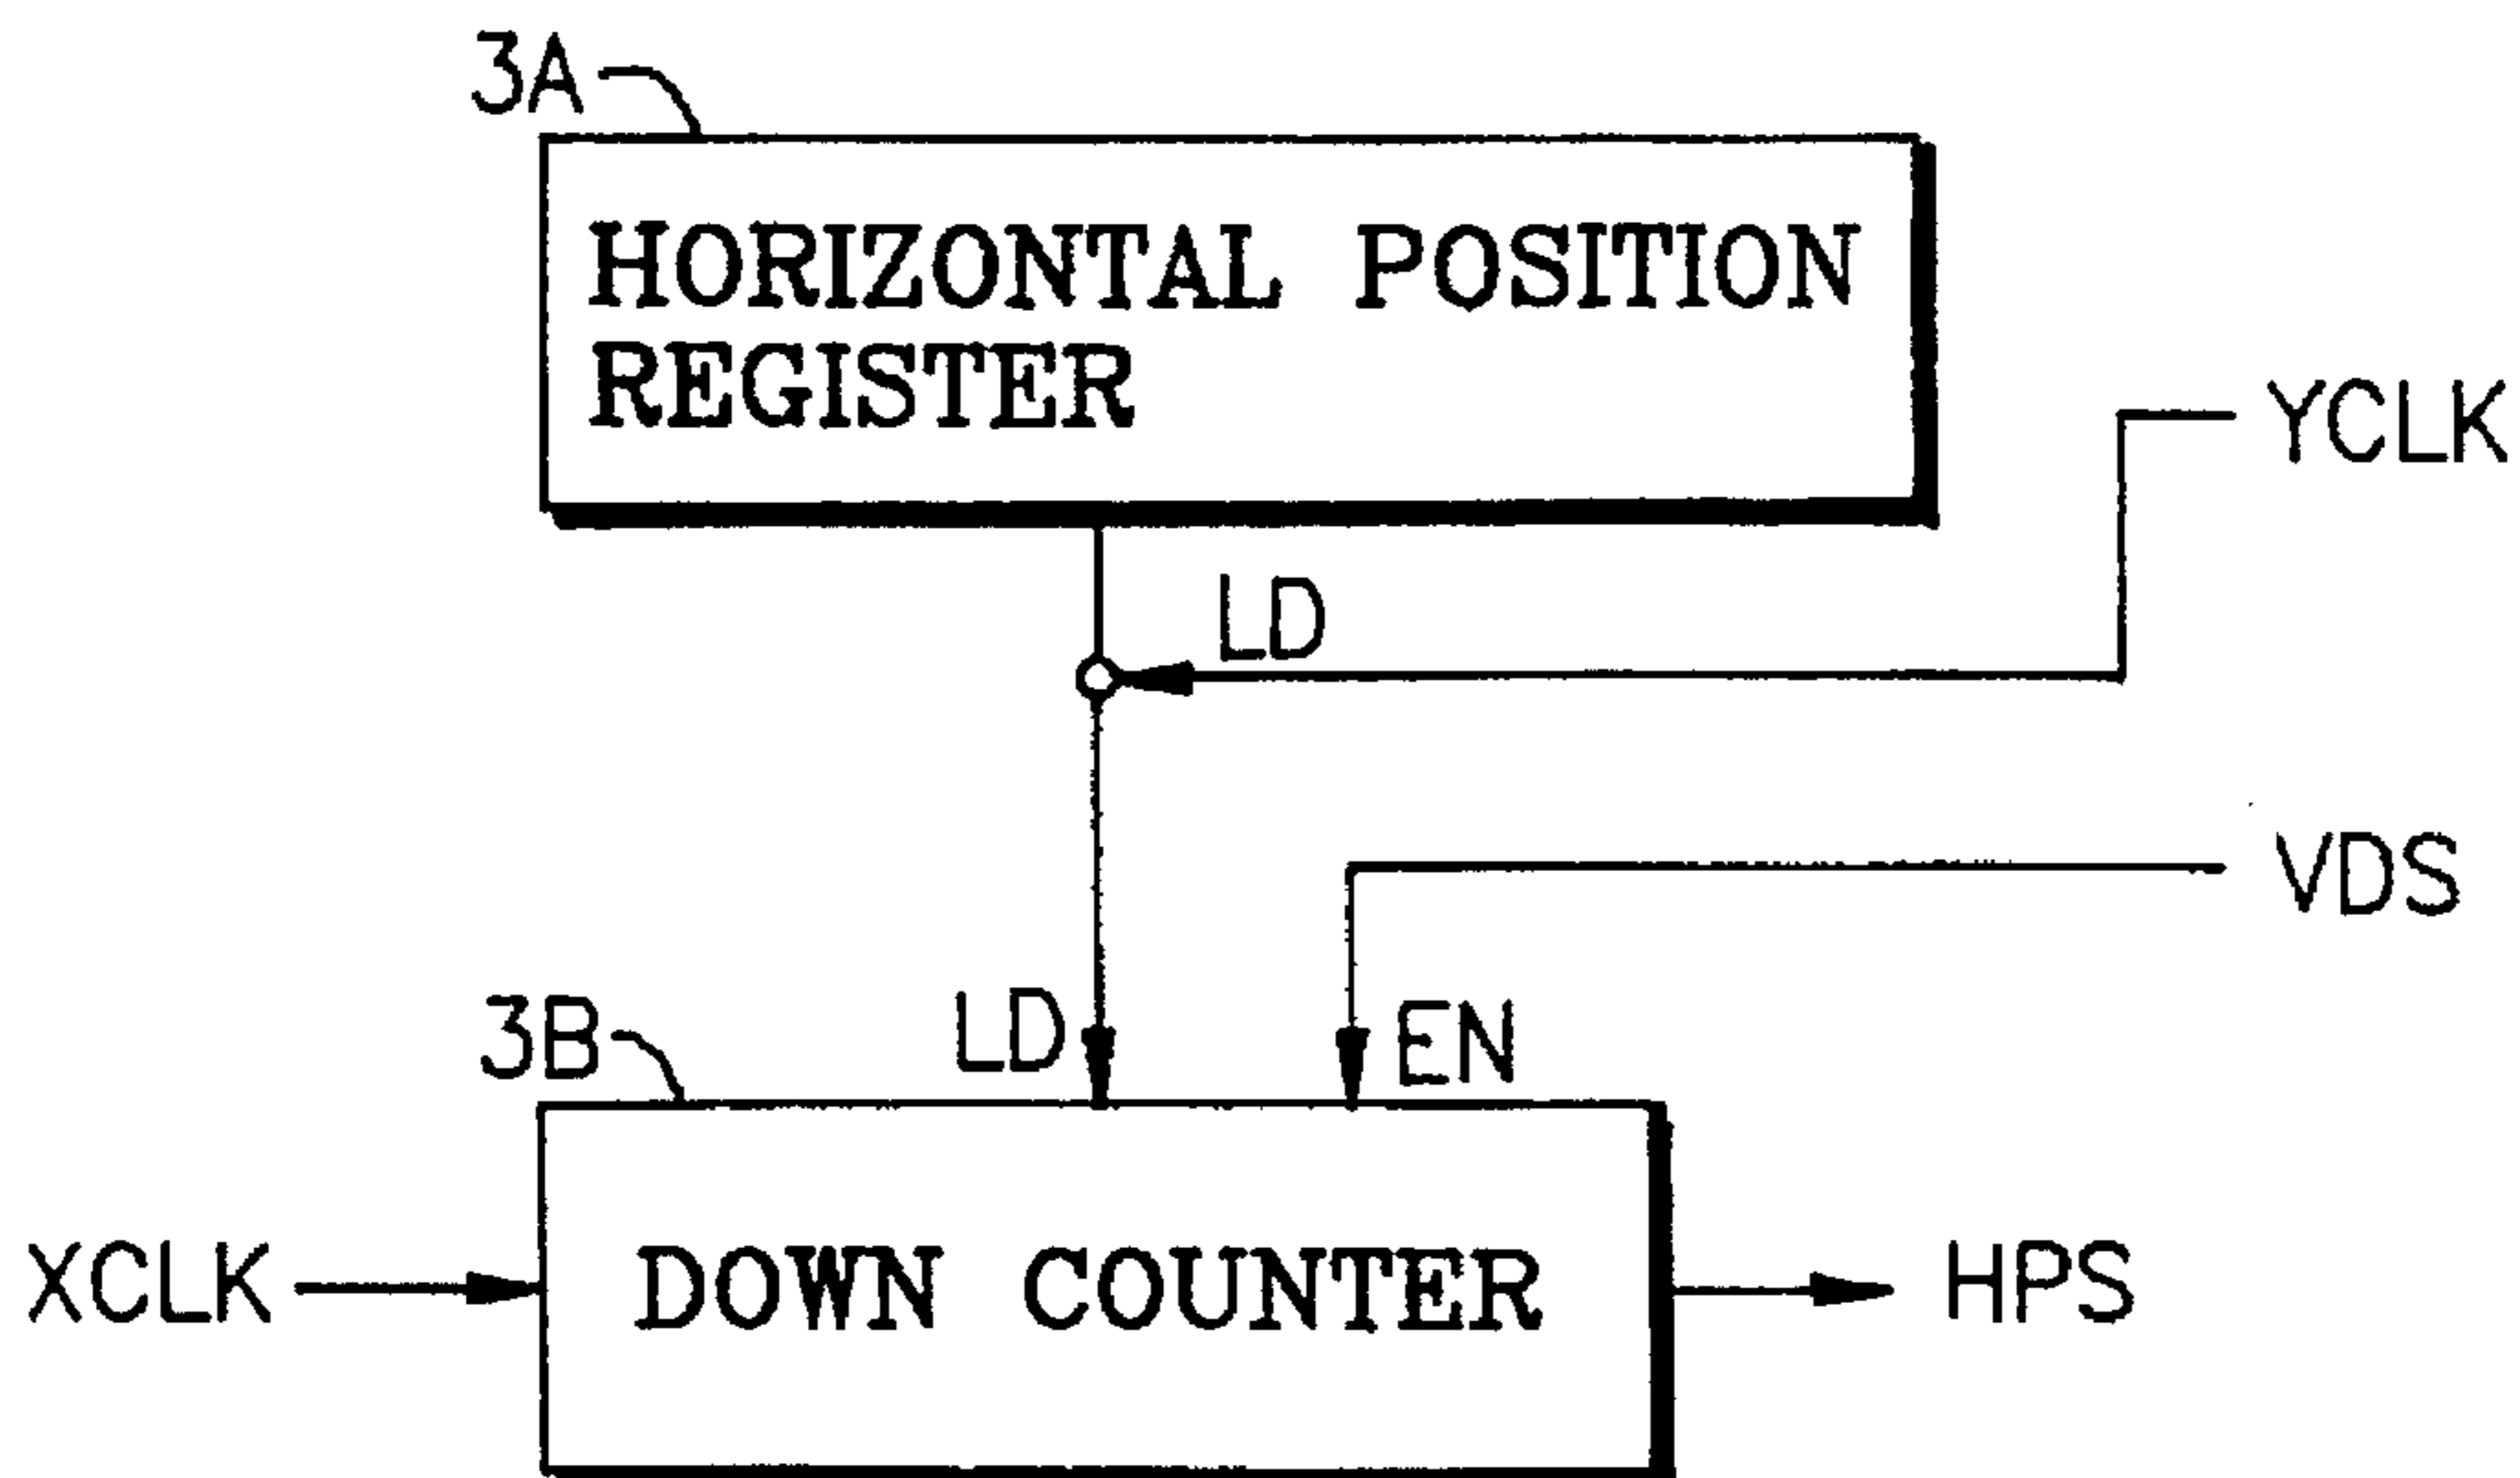 3A
HORIZONTAL POSITION
REGISTER
YCLK
LD
VDS
3B
LD
EN
XCLK
DOWN COUNTER
HPS